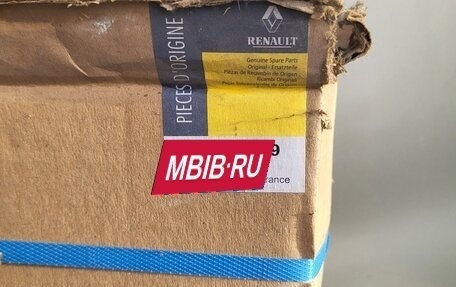 PIECES D'ORIGINE
RENAULT
Genuine Spare Parts
Original - Ersatzteile
Piezas de Recambio de Origen
Ricambi Originali
9
MBIB·RU
rance